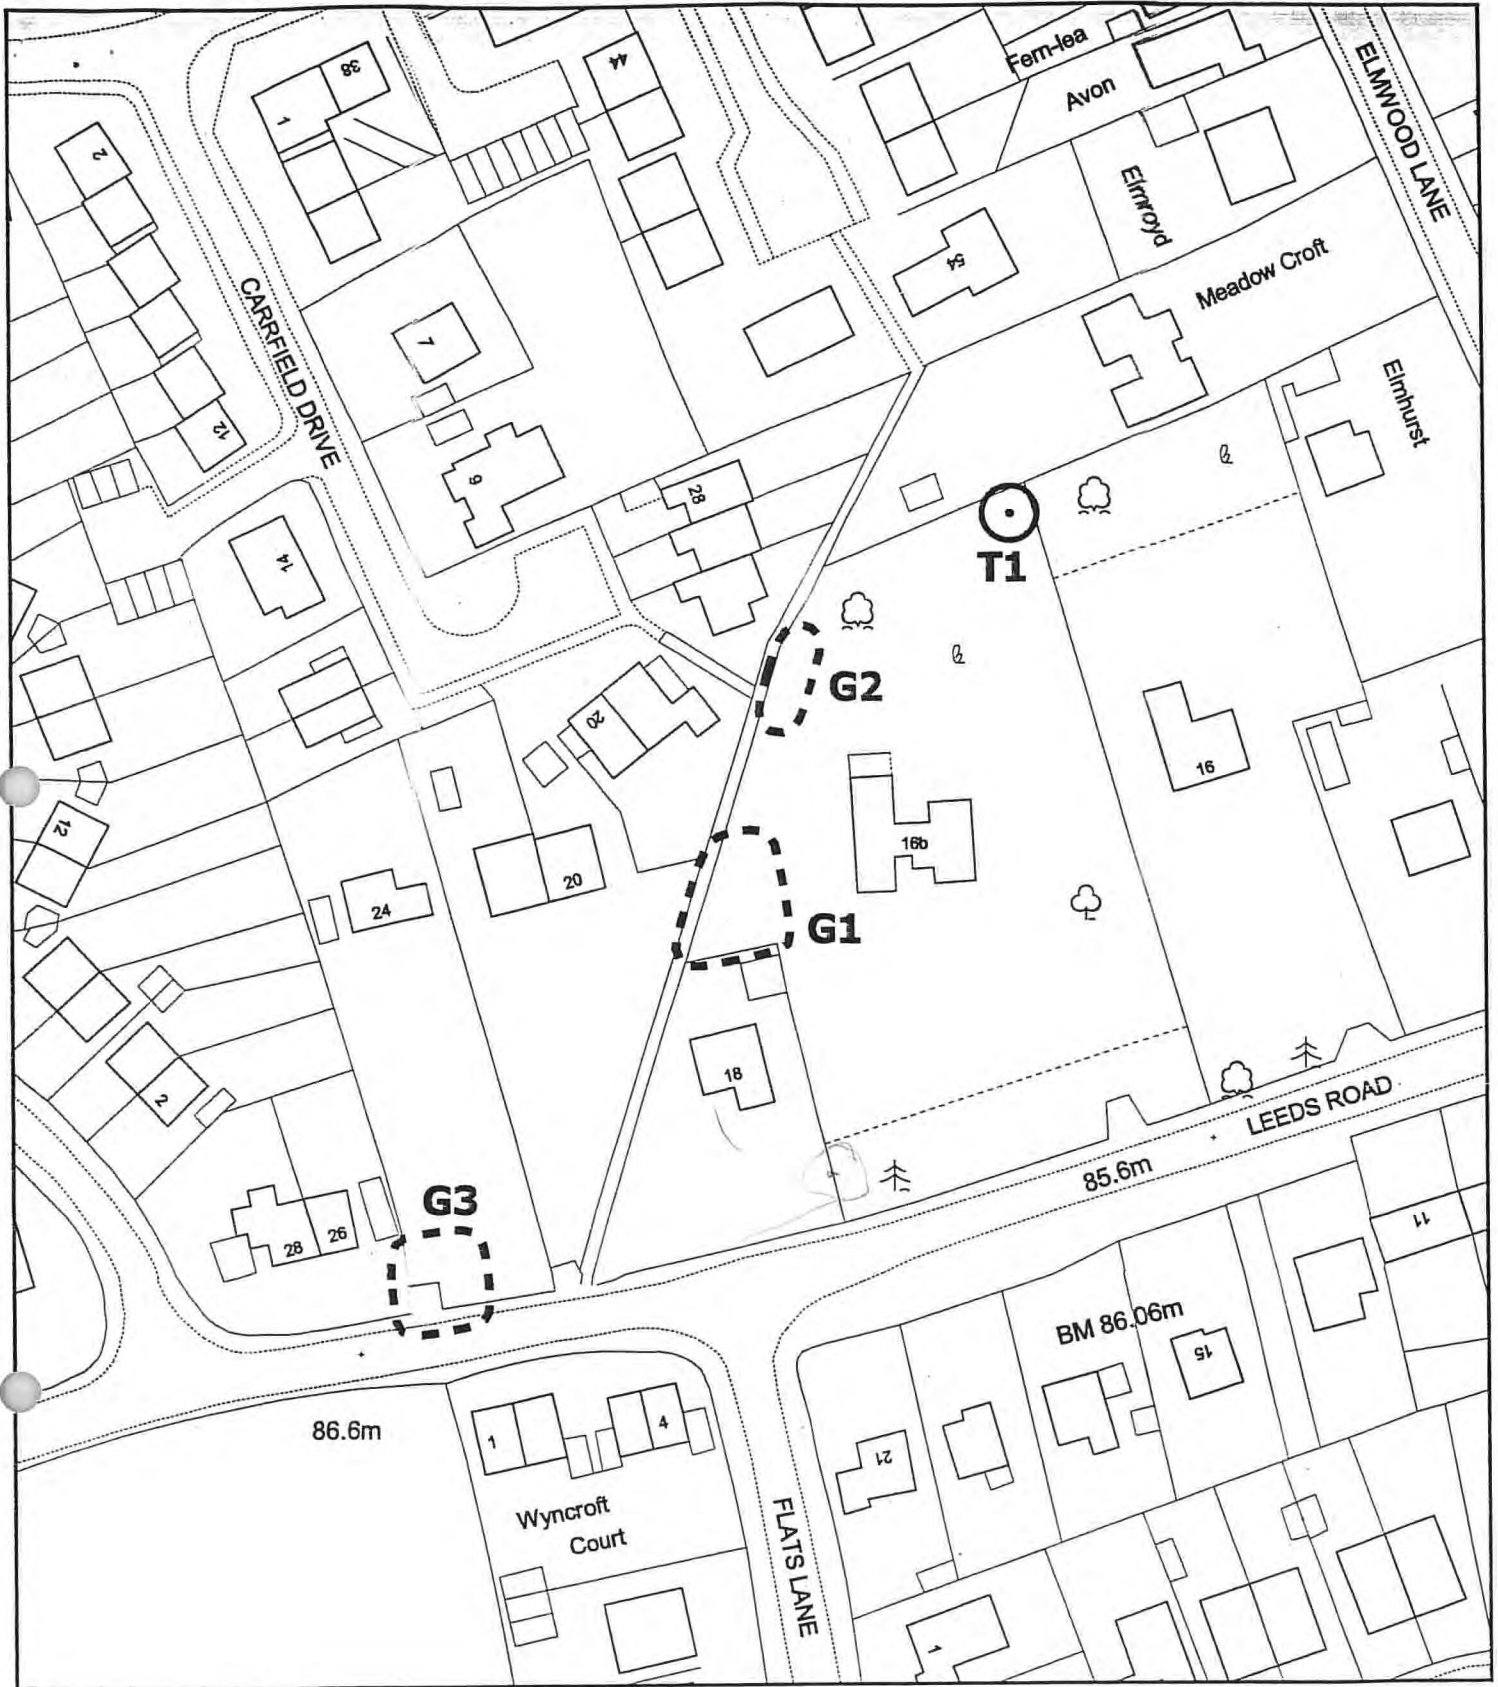 38
1
44
Fern-lea
Avon
ELMWOOD LANE
2
Elmroyd
54
Meadow Croft
CARRFIELD DRIVE
7
Elmhurst
12
9
28
T1
14
G2
20
16
12
16b
20
24
G1
18
2
LEEDS ROAD
85.6m
G3
28
26
11
BM 86.06m
15
86.6m
1
4
21
Wyncroft
Court
FLATS LANE
1